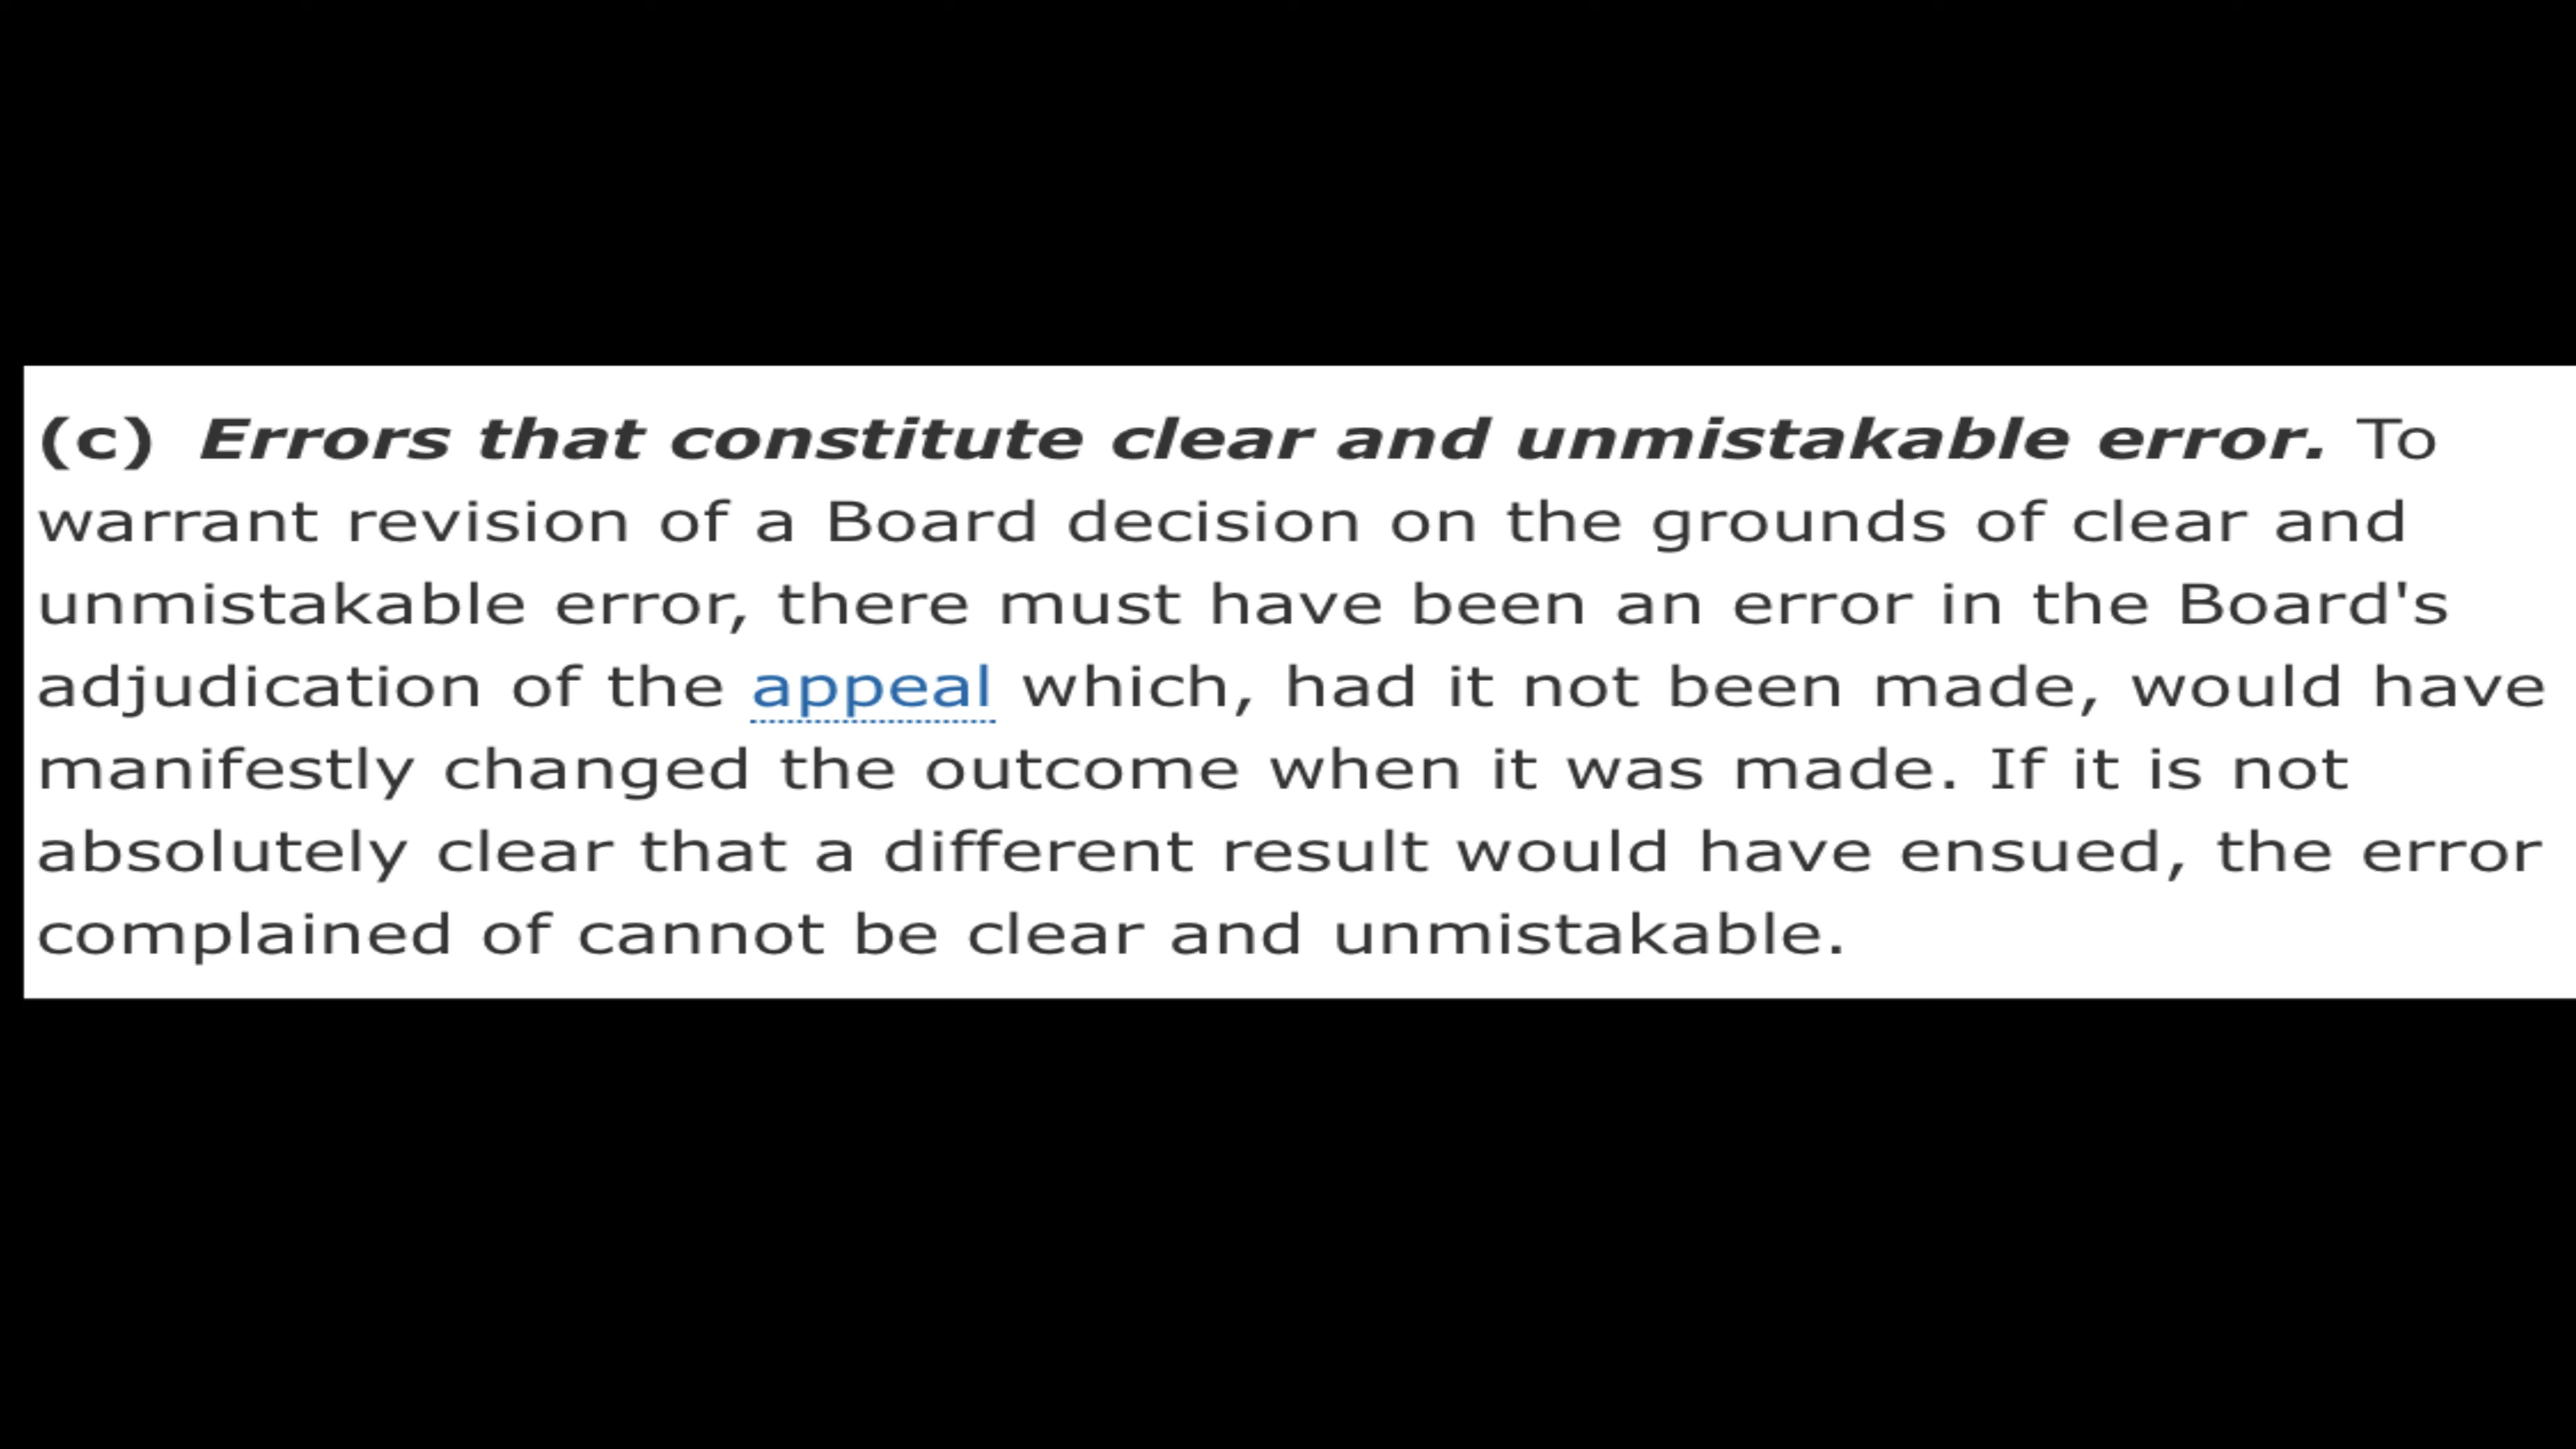 (c) Errors that constitute clear and unmistakable error. To
warrant revision of a Board decision on the grounds of clear and
unmistakable error, there must have been an error in the Board's
adjudication of the appeal which, had it not been made, would have
manifestly changed the outcome when it was made. If it is not
absolutely clear that a different result would have ensued, the error
complained of cannot be clear and unmistakable.